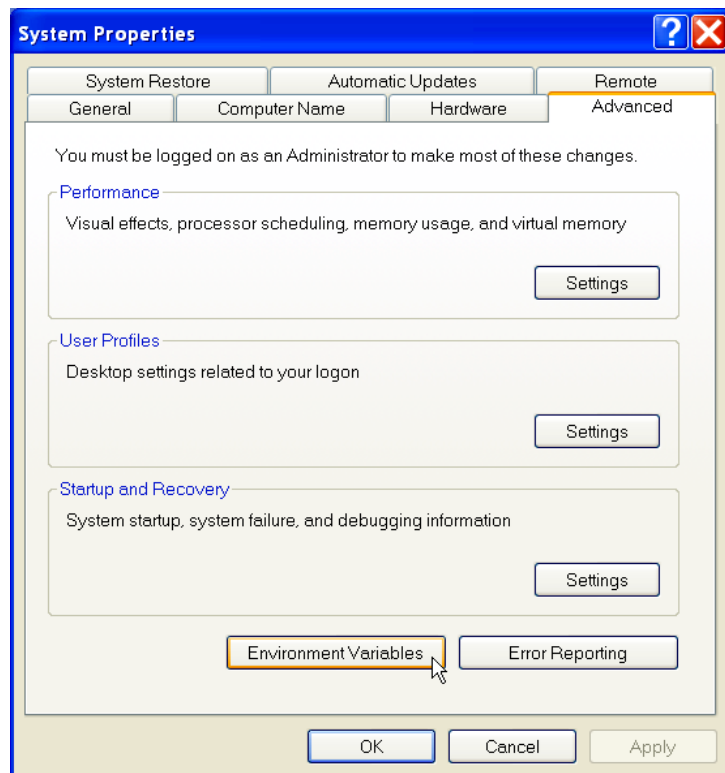 System Properties
System Restore Automatic Updates Remote
General Computer Name Hardware Advanced
You must be logged on as an Administrator to make most of these changes.
Performance
Visual effects, processor scheduling, memory usage, and virtual memory
Settings
User Profiles
Desktop settings related to your logon
Settings
Startup and Recovery
System startup, system failure, and debugging information
Settings
Environment Variables Error Reporting
OK Cancel Apply